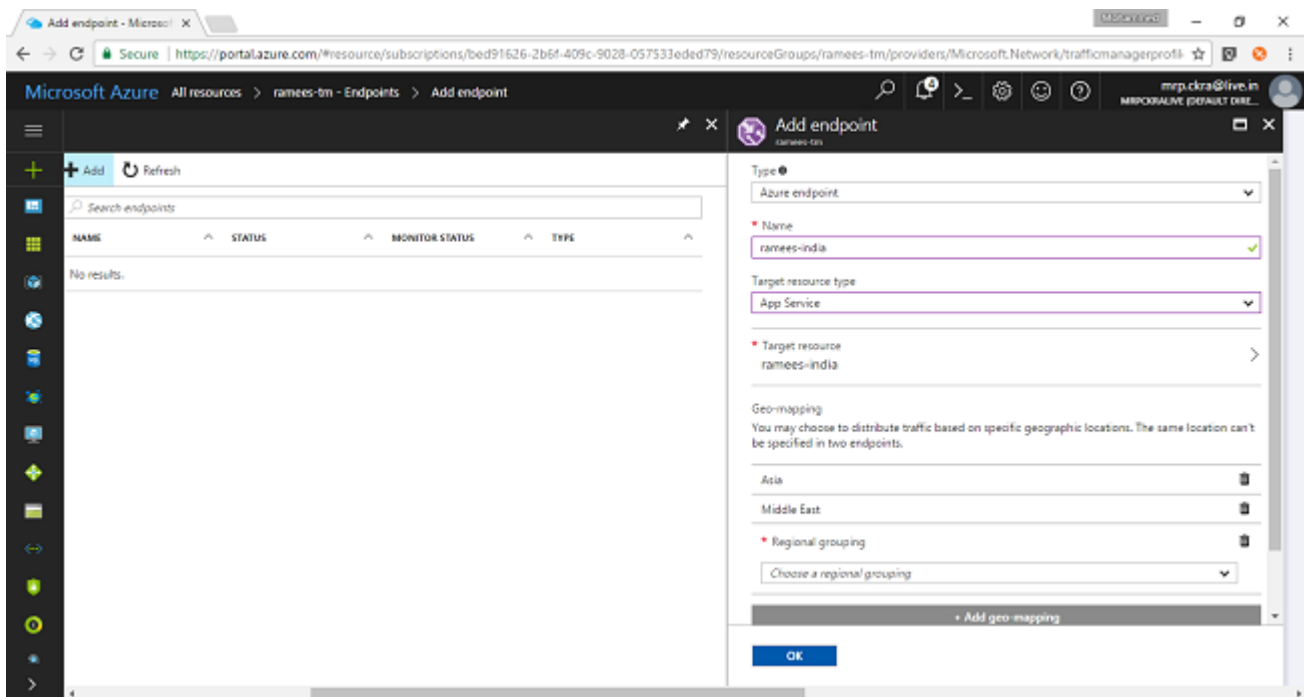 Add endpoint - Microsof
Secure https://portal.azure.com/#resource/subscriptions/bed91626-2b6f-409c-9028-057533eded79/resourceGroups/ramees-tm/providers/Microsoft.Network/trafficmanagerprofil
Microsoft Azure All resources > ramees-tm - Endpoints > Add endpoint
4
mrp.ckra@live.in
Add endpoint
ramees-tm
Add Refresh
Search endpoints
NAME STATUS MONITOR STATUS TYPE
No results.
Type
Azure endpoint
* Name
ramees-india
Target resource type
App Service
* Target resource
ramees-india
Geo-mapping
You may choose to distribute traffic based on specific geographic locations. The same location can't
be specified in two endpoints.
Asia
Middle East
* Regional grouping
Choose a regional grouping
+ Add geo-mapping
OK